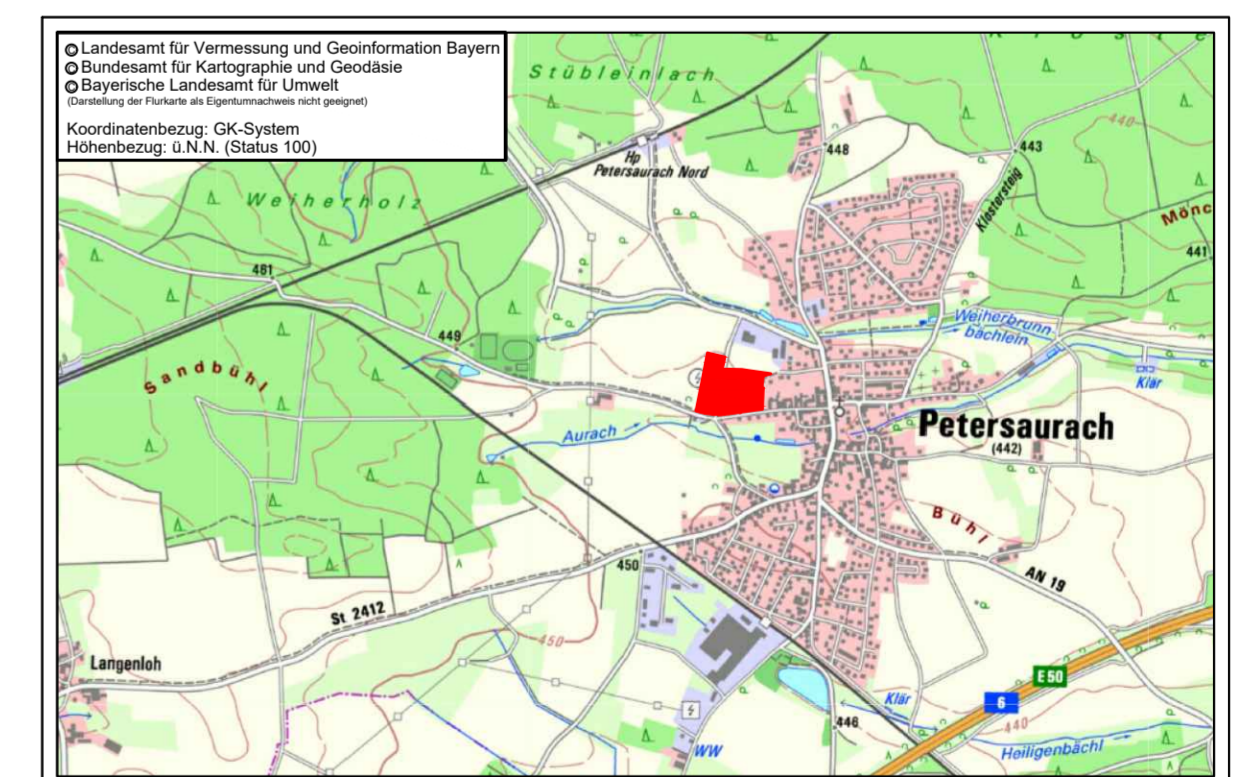 © Landesamt für Vermessung und Geoinformation Bayern
© Bundesamt für Kartographie und Geodäsie
© Bayerische Landesamt für Umwelt
(Darstellung der Flurkarte als Eigentumnachweis nicht geeignet)
Koordinatenbezug: GK-System
Höhenbezug: ü.N.N. (Status 100)
Stübleinlach
440
448
443
Hp
Petersaurach Nord
Klostersteig
Weiherholz
Mönc
441
461
449
Weiherbrunn-
bächlein
Klär
Sandbühl
Aurach
Petersaurach
(442)
Bühl
450
AN 19
St 2412
450
Langenloh
E 50
6
Klär
440
446
WW
Heiligenbächl